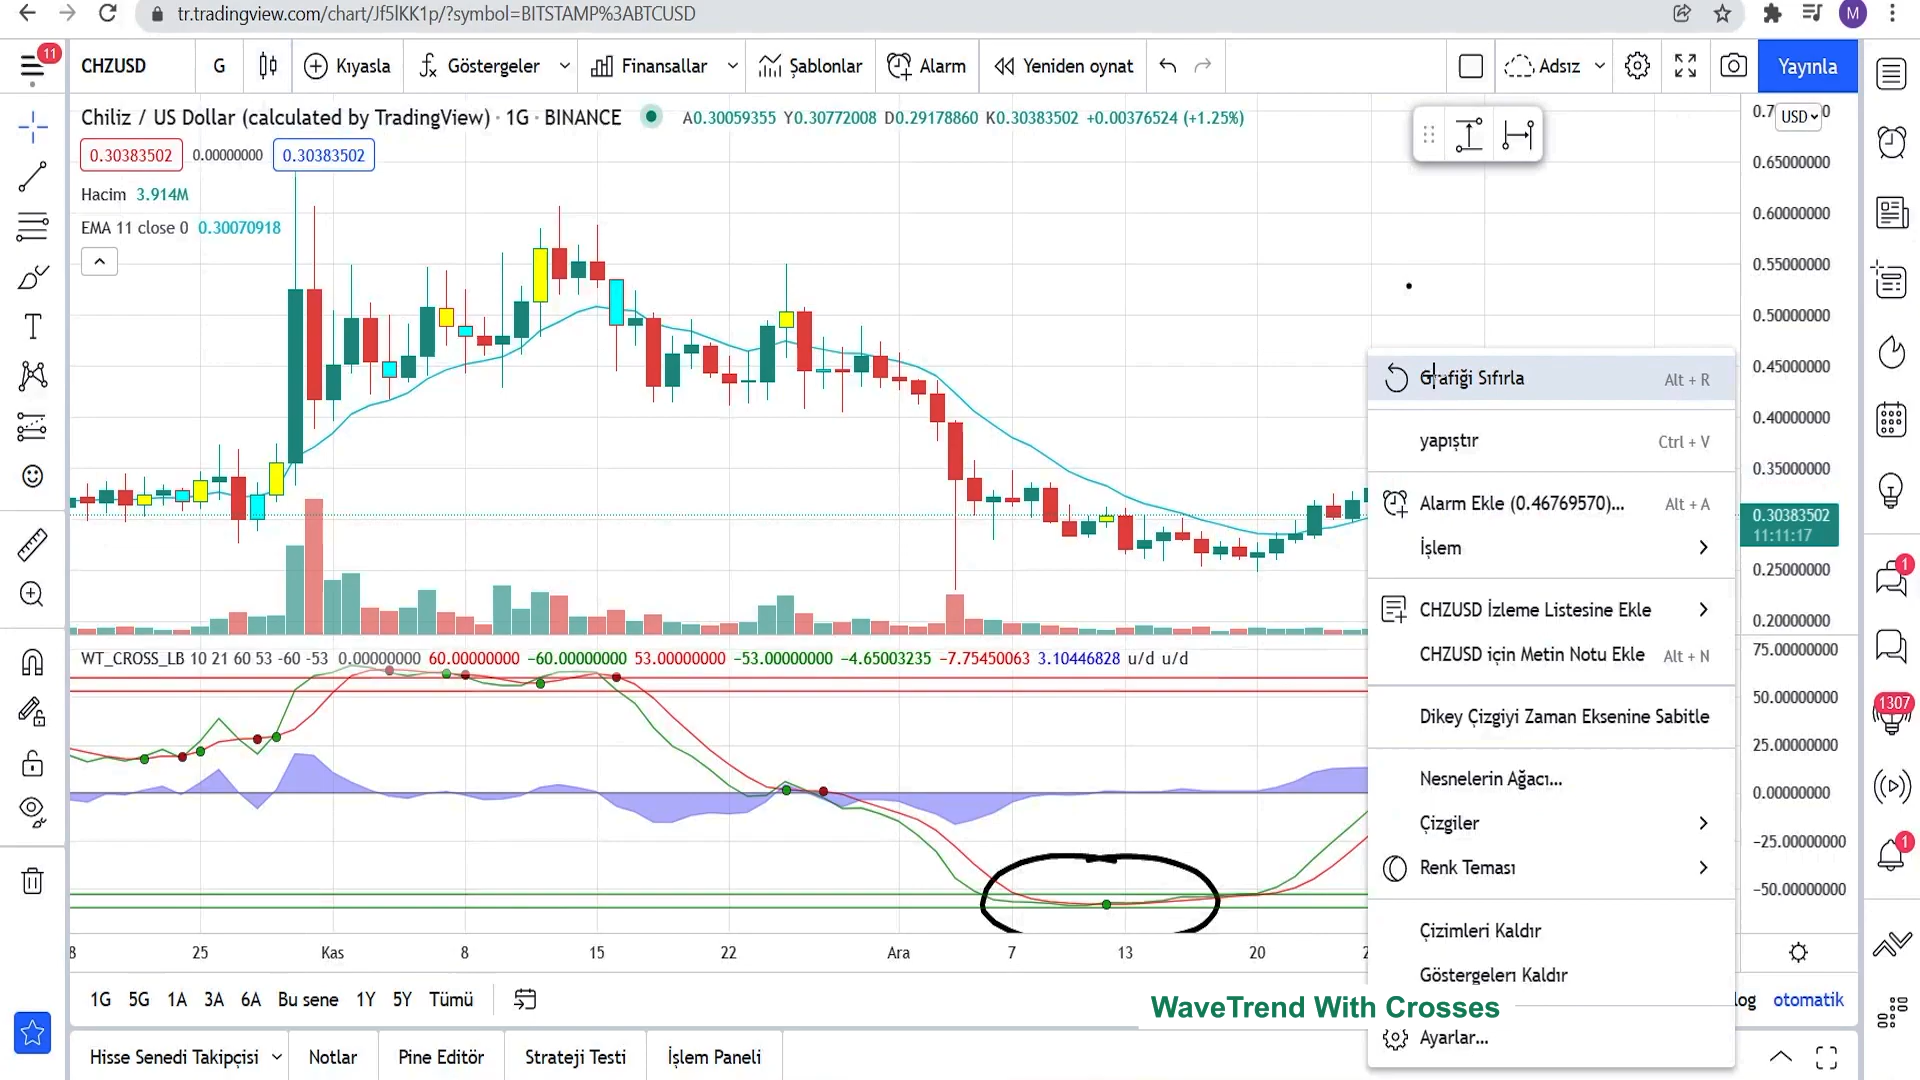 tr.tradingview.com/chart/Jf5lKK1p/?symbol=BITSTAMP%3ABTCUSD
M
11
CHZUSD
G
Kıyasla
Göstergeler
Finansallar
Şablonlar
Alarm
Yeniden oynat
Adsız
Yayınla
Chiliz / US Dollar (calculated by TradingView) · 1G · BINANCE
A0.30059355 Y0.30772008 D0.29178860 K0.30383502 +0.00376524 (+1.25%)
USD
0.30383502
0.00000000
0.30383502
Hacim 3.914M
EMA 11 close 0 0.30070918
0.65000000
0.60000000
0.55000000
0.50000000
0.45000000
0.40000000
0.35000000
0.30383502
11:11:17
0.25000000
0.20000000
Grafiği Sıfırla Alt + R
yapıştır Ctrl + V
Alarm Ekle (0.46769570)... Alt + A
İşlem
CHZUSD İzleme Listesine Ekle
CHZUSD için Metin Notu Ekle Alt + N
Dikey Çizgiyi Zaman Eksenine Sabitle
Nesnelerin Ağacı...
Çizgiler
Renk Teması
Çizimleri Kaldır
Göstergeleri Kaldır
Ayarlar...
WT_CROSS_LB 10 21 60 53 -60 -53 0.00000000 60.00000000 −60.00000000 53.00000000 −53.00000000 −4.65003235 −7.75450063 3.10446828 u/d u/d
75.00000000
50.00000000
25.00000000
0.00000000
−25.00000000
−50.00000000
1
1307
1
25
Kas
8
15
22
Ara
7
13
20
1G 5G 1A 3A 6A Bu sene 1Y 5Y Tümü
log otomatik
WaveTrend With Crosses
Hisse Senedi Takipçisi
Notlar
Pine Editör
Strateji Testi
İşlem Paneli